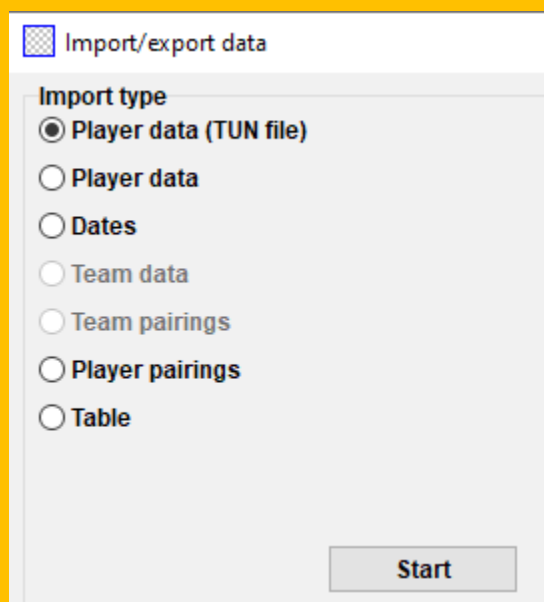 Import/export data
Import type
Player data (TUN file)
Player data
Dates
Team data
Team pairings
Player pairings
Table
Start